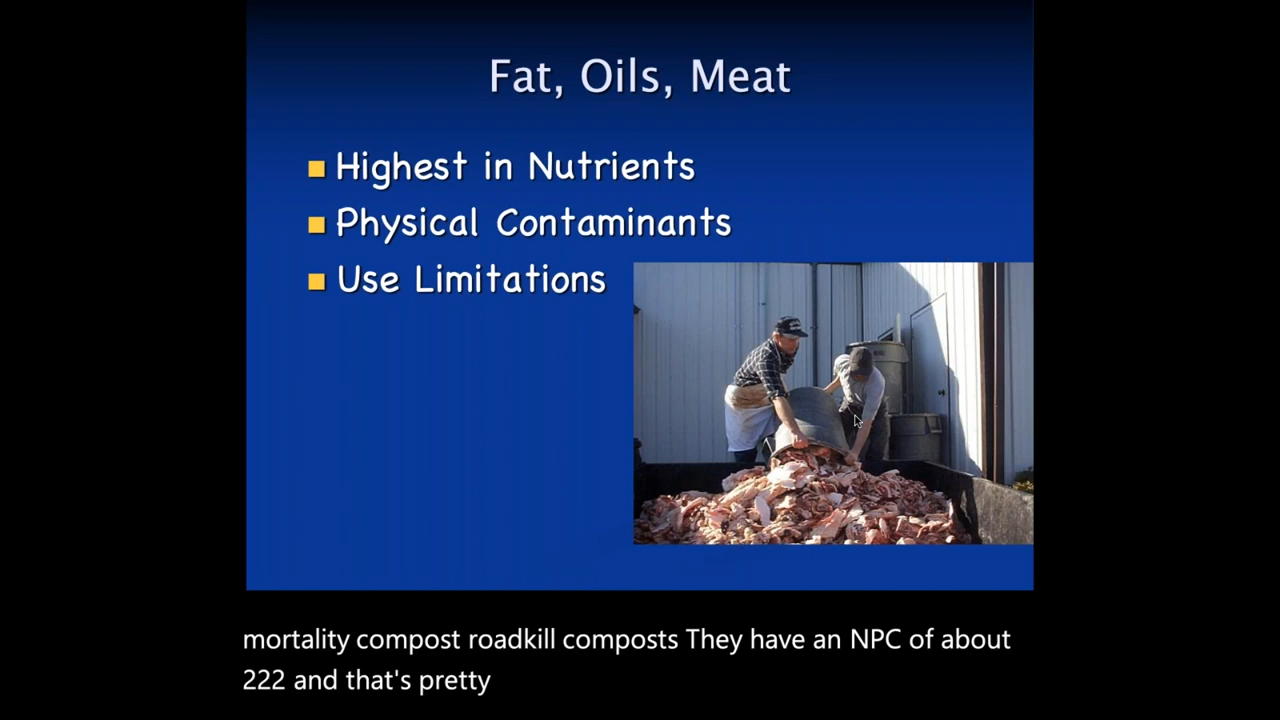 Fat, Oils, Meat
Highest in Nutrients
Physical Contaminants
Use Limitations
mortality compost roadkill composts They have an NPC of about
222 and that's pretty